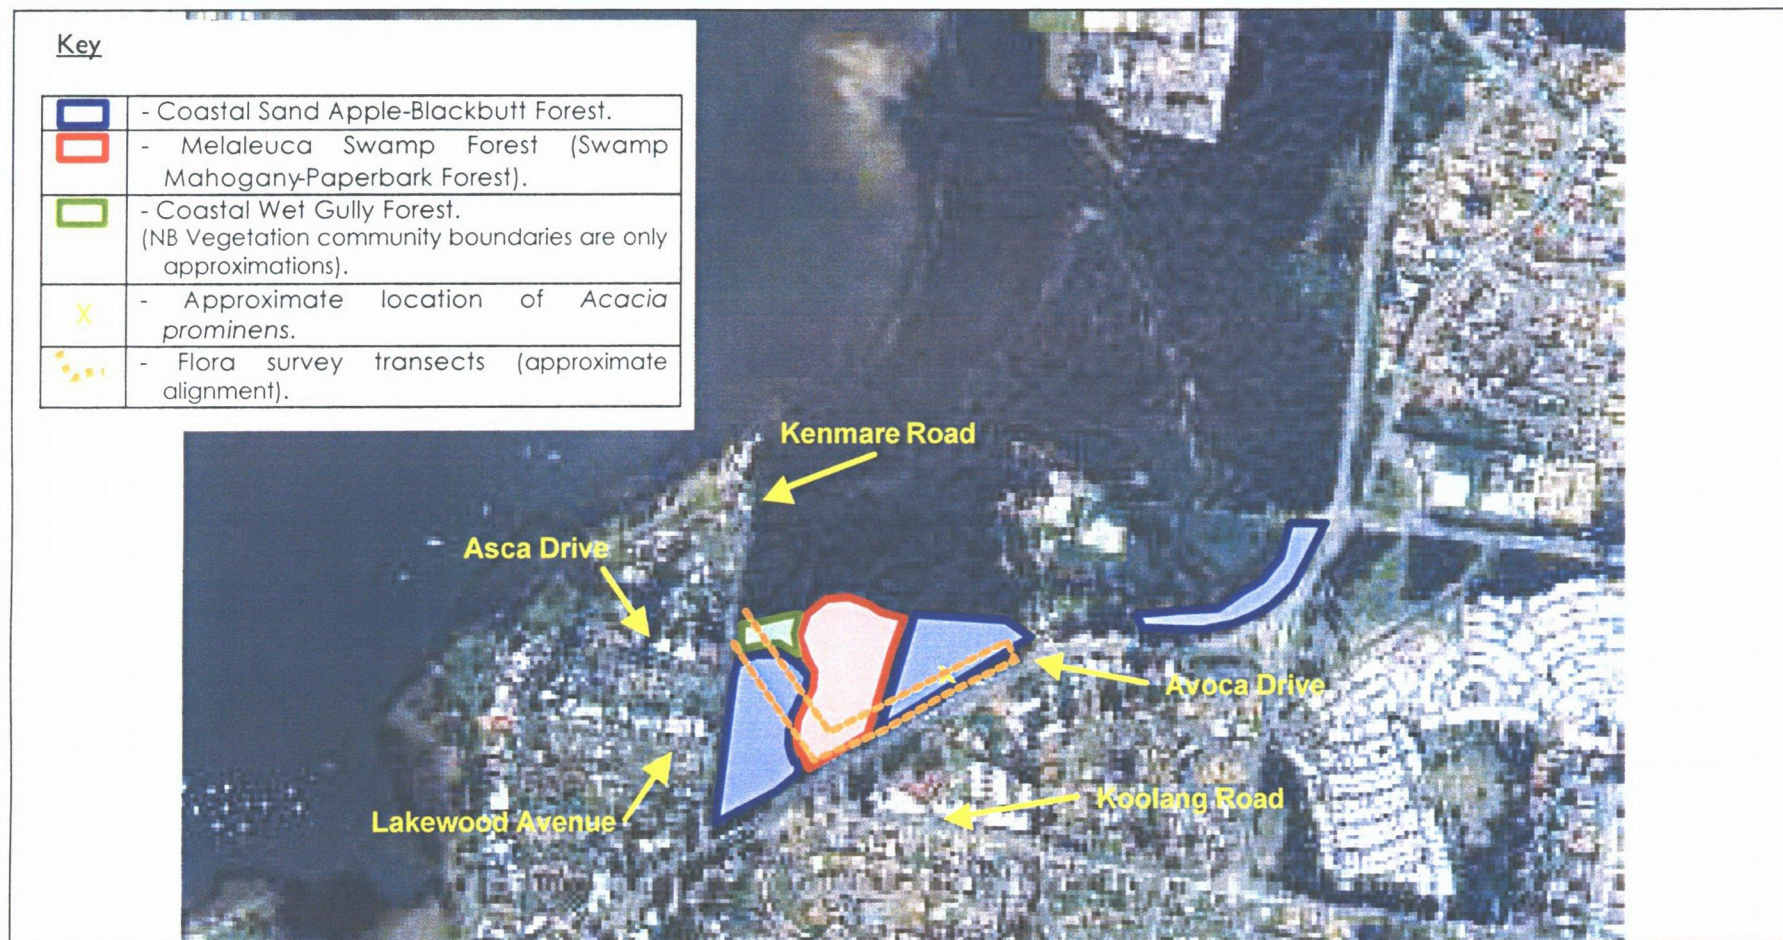 Key
- Coastal Sand Apple-Blackbutt Forest.
- Melaleuca Swamp Forest (Swamp
Mahogany-Paperbark Forest).
- Coastal Wet Gully Forest.
(NB Vegetation community boundaries are only
approximations).
X
- Approximate location of Acacia
prominens.
- Flora survey transects (approximate
alignment).
Kenmare Road
Asca Drive
Avoca Drive
Koolang Road
Lakewood Avenue